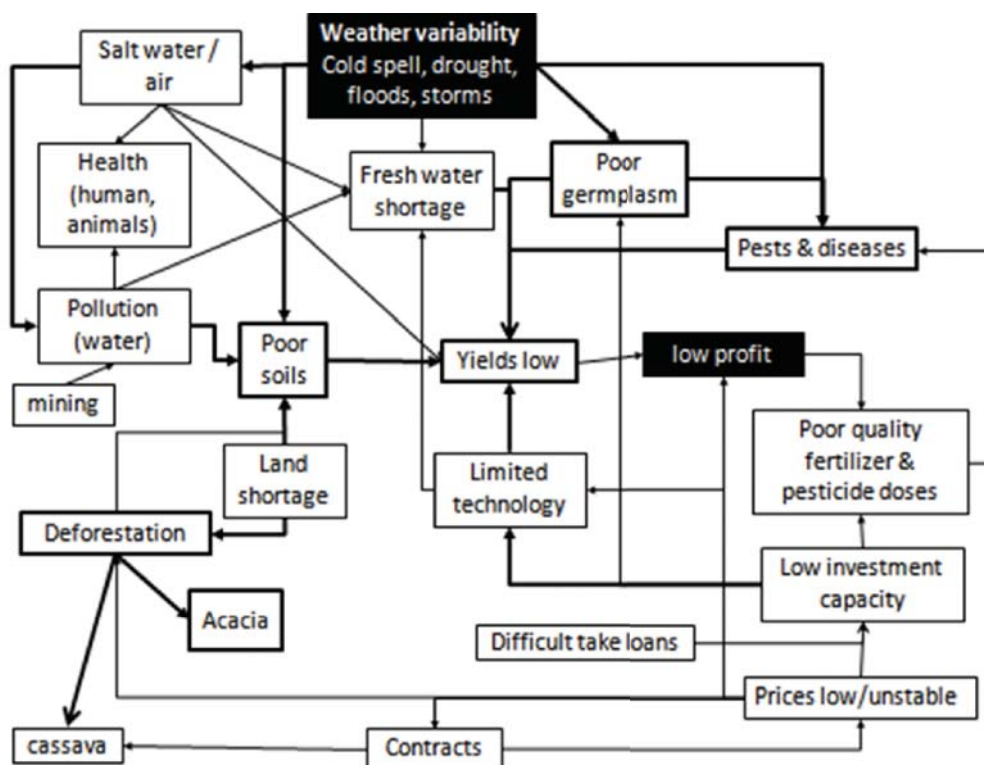 Weather variability
Cold spell, drought,
floods, storms
Salt water /
air
Health
(human,
animals)
Fresh water
shortage
Poor
germplasm
Pests & diseases
Pollution
(water)
Poor
soils
Yields low
low profit
mining
Land
shortage
Limited
technology
Poor quality
fertilizer &
pesticide doses
Deforestation
Low investment
capacity
Acacia
Difficult take loans
Prices low/unstable
cassava
Contracts